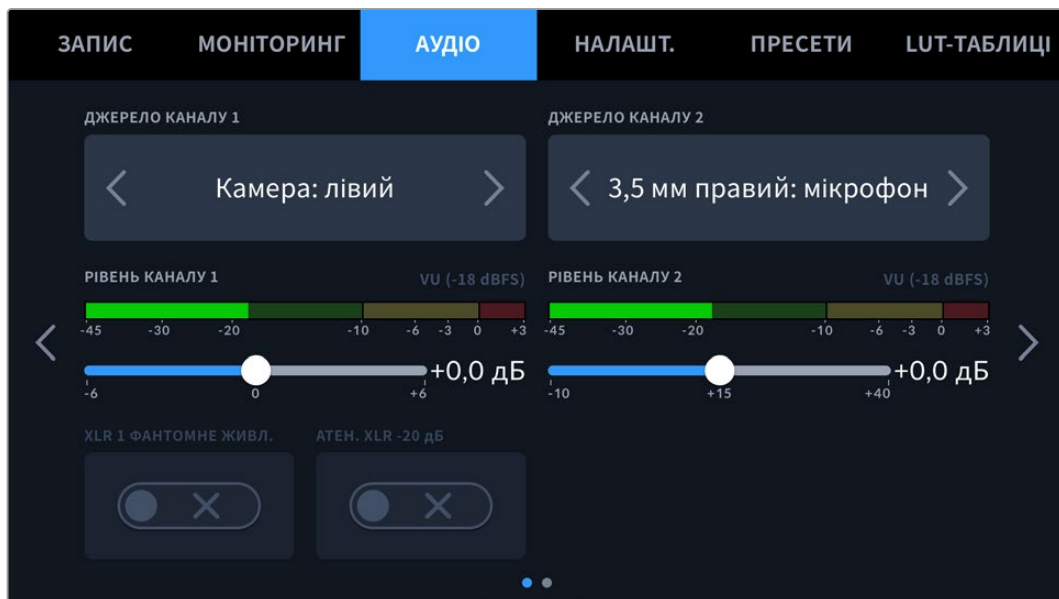 ЗАПИС МОНІТОРИНГ АУДІО НАЛАШТ. ПРЕСЕТИ LUT-ТАБЛИЦІ
ДЖЕРЕЛО КАНАЛУ 1 ДЖЕРЕЛО КАНАЛУ 2
Камера: лівий 3,5 мм правий: мікрофон
РІВЕНЬ КАНАЛУ 1 VU (-18 dBFS) РІВЕНЬ КАНАЛУ 2 VU (-18 dBFS)
-45 -30 -20 -10 -6 -3 0 +3 -45 -30 -20 -10 -6 -3 0 +3
+0,0 дБ +0,0 дБ
-6 0 +6 -10 +15 +40
XLR 1 ФАНТОМНЕ ЖИВЛ. АТЕН. XLR -20 дБ